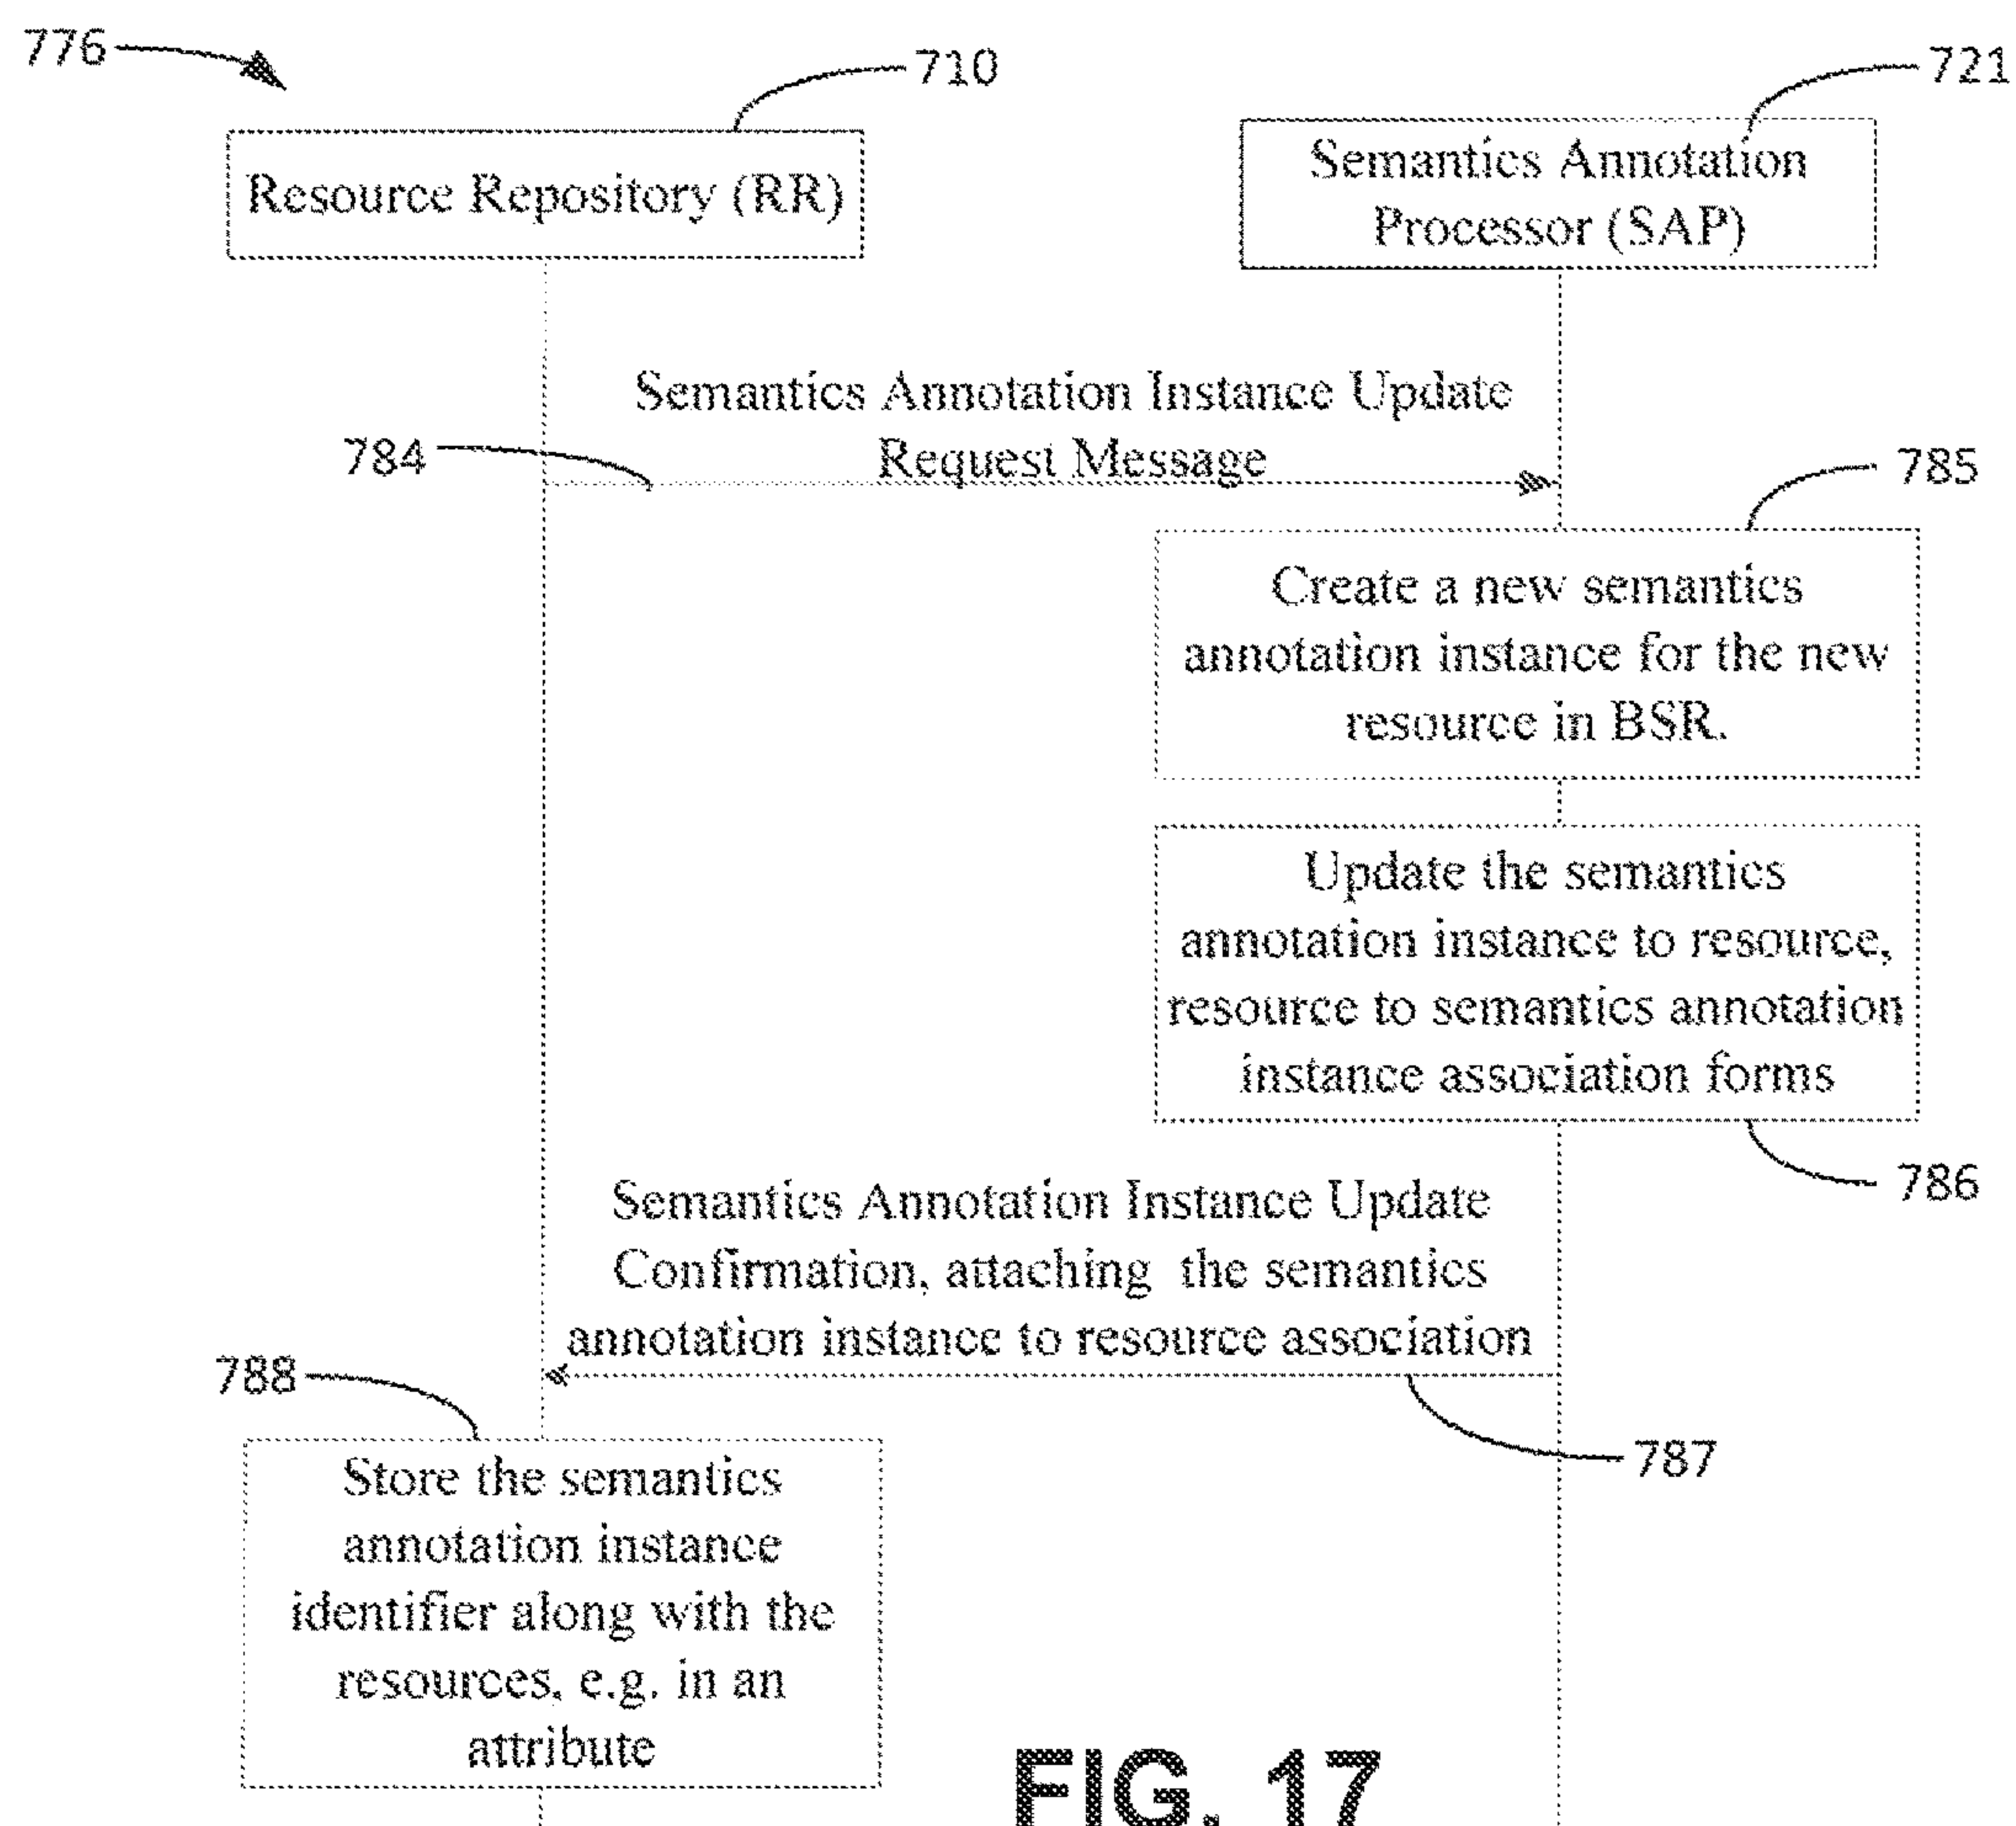 776
710
721
Resource Repository (RR)
Semantics Annotation
Processor (SAP)
Semantics Annotation Instance Update
Request Message
784
785
Create a new semantics
annotation instance for the new
resource in BSR.
Update the semantics
annotation instance to resource,
resource to semantics annotation
instance association forms
786
Semantics Annotation Instance Update
Confirmation, attaching the semantics
annotation instance to resource association
788
787
Store the semantics
annotation instance
identifier along with the
resources, e.g. in an
attribute
FIG. 17